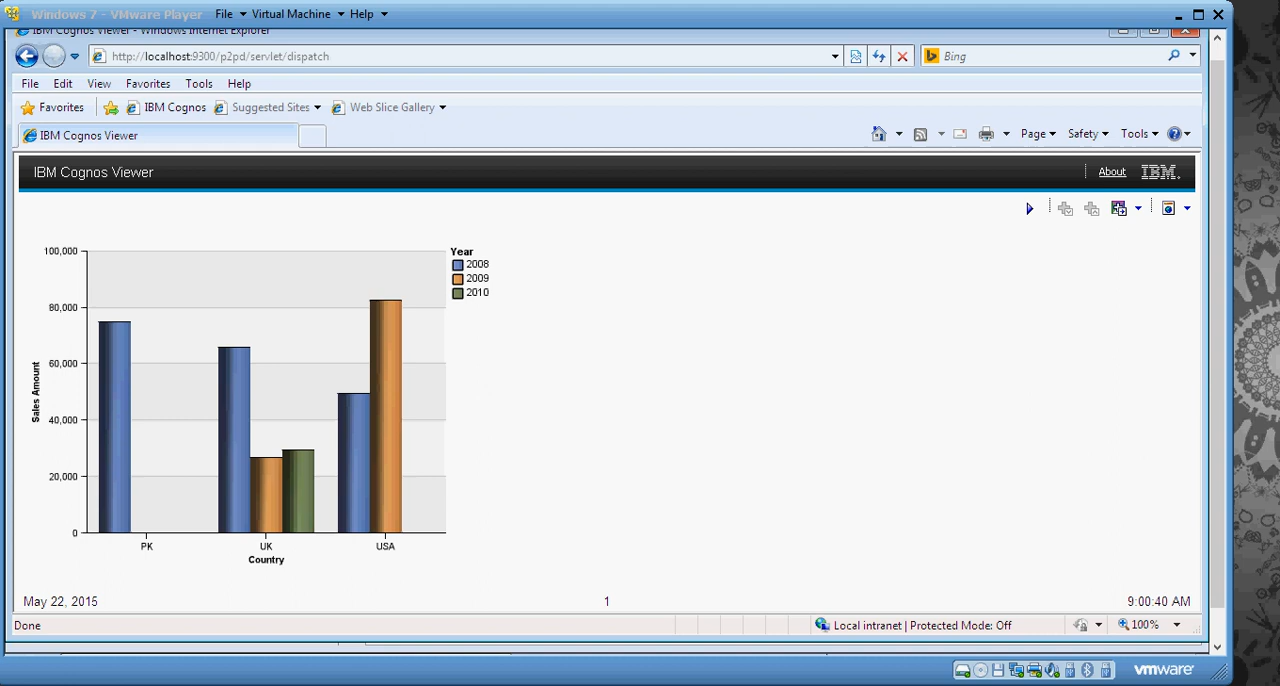 Windows 7 - VMware Player File Virtual Machine Help
IBM Cognos Viewer - Windows Internet Explorer
http://localhost:9300/p2pd/servlet/dispatch Bing
File Edit View Favorites Tools Help
Favorites IBM Cognos Suggested Sites Web Slice Gallery
IBM Cognos Viewer Page Safety Tools
IBM Cognos Viewer About IBM.
Year
2008
2009
2010
100,000
80,000
60,000
40,000
20,000
0
Sales Amount
PK UK USA
Country
May 22, 2015 1 9:00:40 AM
Done Local intranet | Protected Mode: Off 100%
vmware